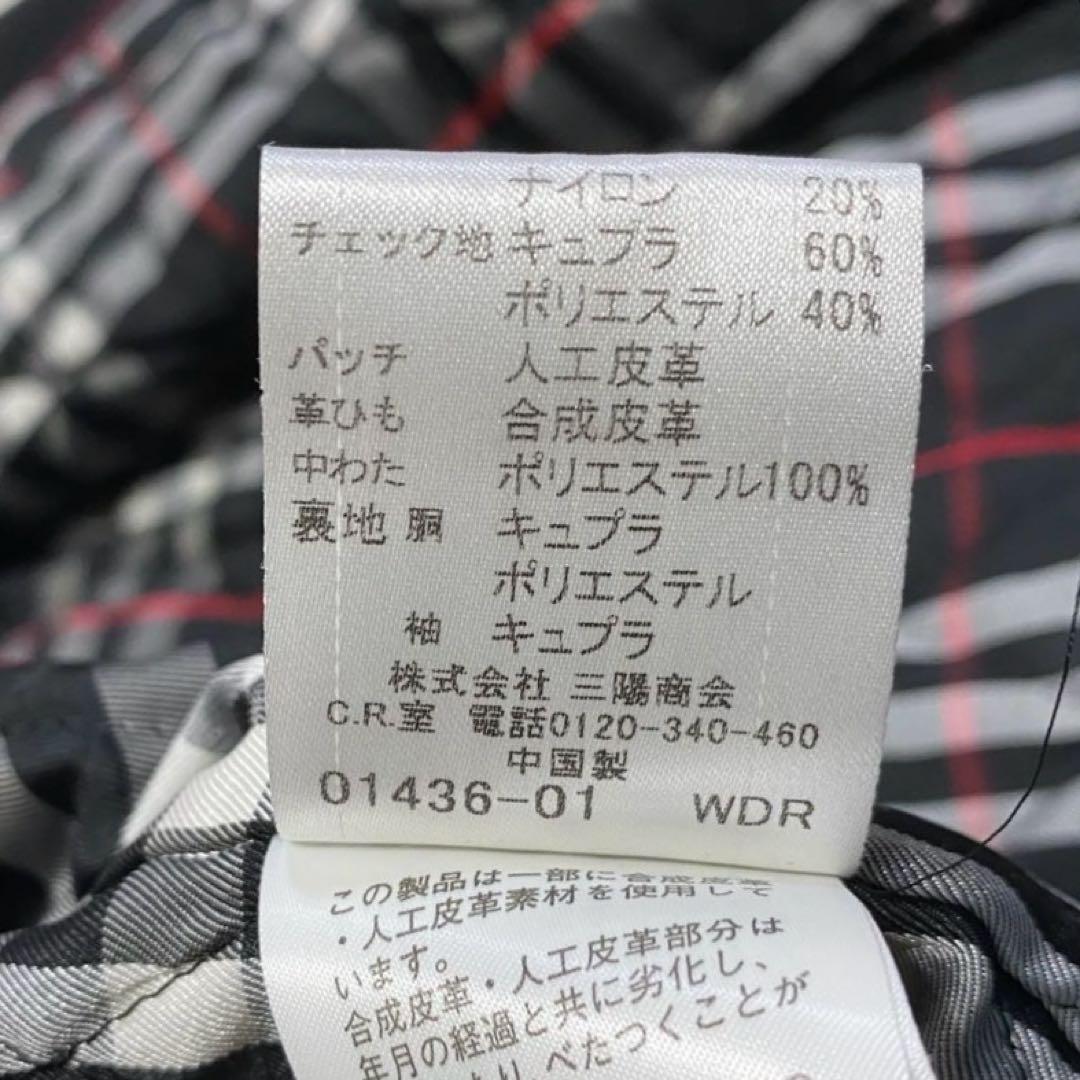 ナイロン 20%
チェック地 キュプラ 60%
ポリエステル 40%
パッチ 人工皮革
革ひも 合成皮革
中わた ポリエステル100%
裏地 胴 キュプラ
ポリエステル
袖 キュプラ
株式会社 三陽商会
C.R.室 電話0120-340-460
中国製
01436-01 WDR
この製品は一部に合成皮革
・人工皮革素材を使用して
います。
合成皮革・人工皮革部分は
年月の経過と共に劣化し、
べたつくことが